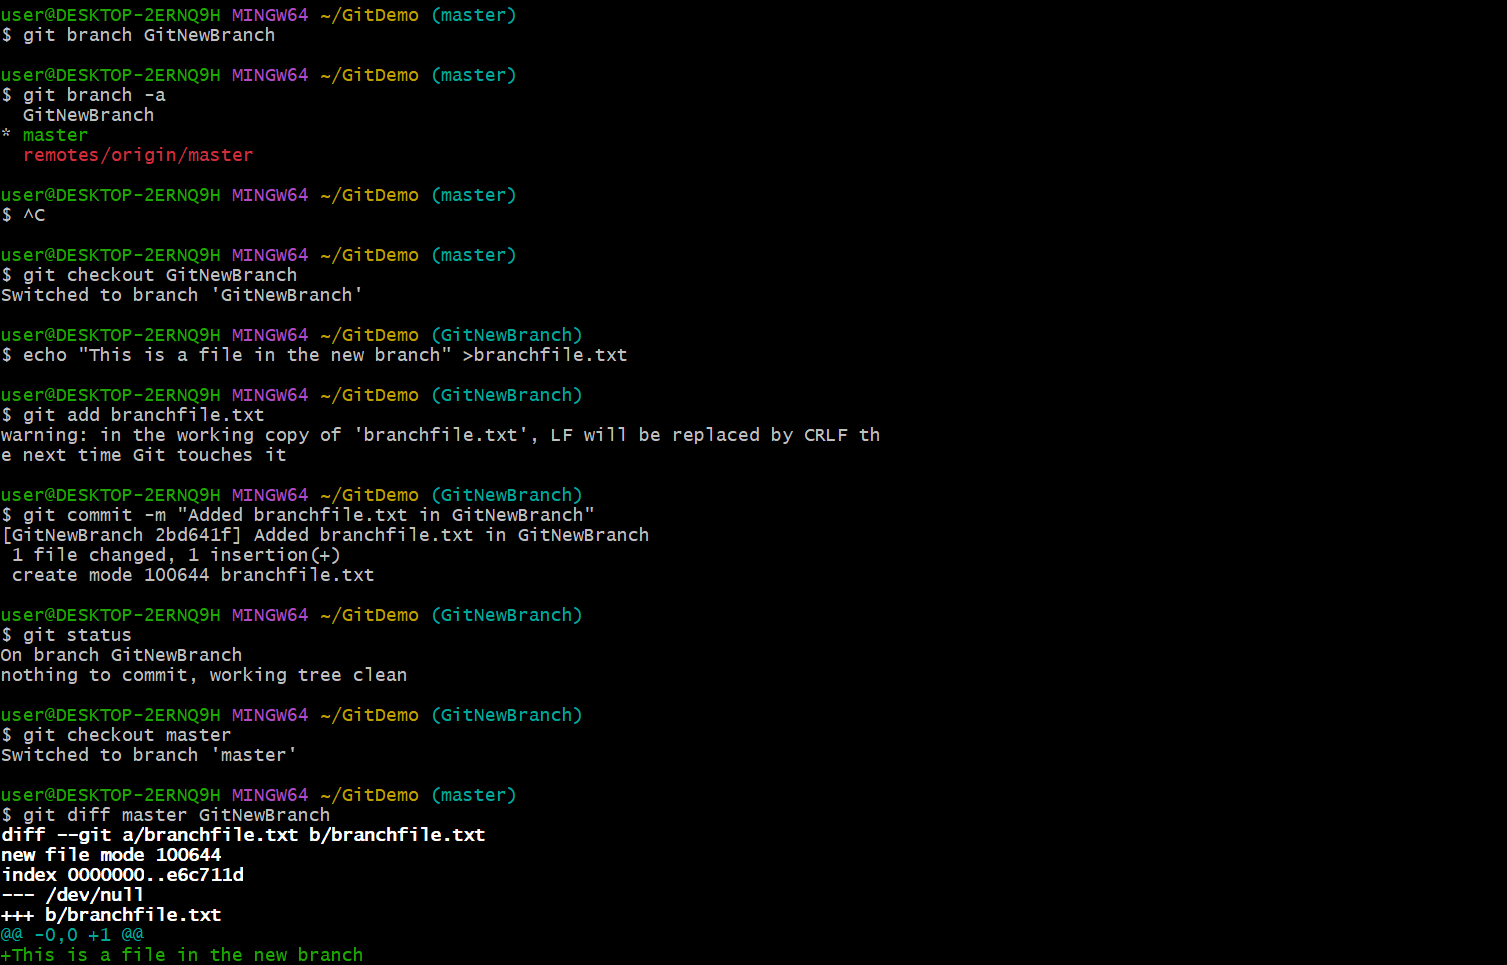 user@DESKTOP-2ERNQ9H MINGW64 ~/GitDemo (master)
$ git branch GitNewBranch
user@DESKTOP-2ERNQ9H MINGW64 ~/GitDemo (master)
$ git branch -a
  GitNewBranch
* master
  remotes/origin/master
user@DESKTOP-2ERNQ9H MINGW64 ~/GitDemo (master)
$ ^C
user@DESKTOP-2ERNQ9H MINGW64 ~/GitDemo (master)
$ git checkout GitNewBranch
Switched to branch 'GitNewBranch'
user@DESKTOP-2ERNQ9H MINGW64 ~/GitDemo (GitNewBranch)
$ echo "This is a file in the new branch" >branchfile.txt
user@DESKTOP-2ERNQ9H MINGW64 ~/GitDemo (GitNewBranch)
$ git add branchfile.txt
warning: in the working copy of 'branchfile.txt', LF will be replaced by CRLF th
e next time Git touches it
user@DESKTOP-2ERNQ9H MINGW64 ~/GitDemo (GitNewBranch)
$ git commit -m "Added branchfile.txt in GitNewBranch"
[GitNewBranch 2bd641f] Added branchfile.txt in GitNewBranch
 1 file changed, 1 insertion(+)
 create mode 100644 branchfile.txt
user@DESKTOP-2ERNQ9H MINGW64 ~/GitDemo (GitNewBranch)
$ git status
On branch GitNewBranch
nothing to commit, working tree clean
user@DESKTOP-2ERNQ9H MINGW64 ~/GitDemo (GitNewBranch)
$ git checkout master
Switched to branch 'master'
user@DESKTOP-2ERNQ9H MINGW64 ~/GitDemo (master)
$ git diff master GitNewBranch
diff --git a/branchfile.txt b/branchfile.txt
new file mode 100644
index 0000000..e6c711d
--- /dev/null
+++ b/branchfile.txt
@@ -0,0 +1 @@
+This is a file in the new branch